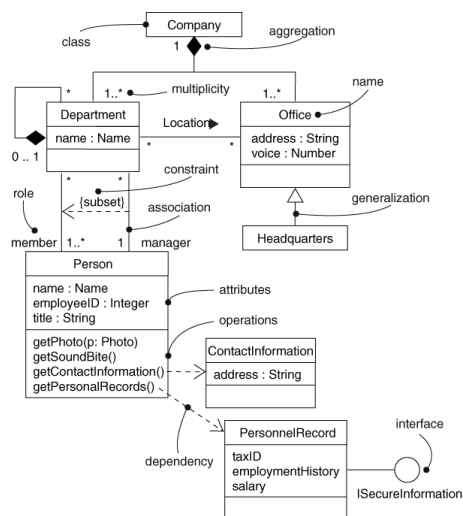 Company
class
aggregation
1
* 1..* multiplicity 1..* name
Department
name : Name
Location
* *
Office
address : String
voice : Number
0 .. 1
constraint
* *
{subset}
role
association
generalization
Headquarters
member 1..* 1 manager
Person
name : Name
employeeID : Integer
title : String
attributes
operations
getPhoto(p: Photo)
getSoundBite()
getContactInformation()
getPersonalRecords()
ContactInformation
address : String
dependency
PersonnelRecord
taxID
employmentHistory
salary
interface
ISecureInformation